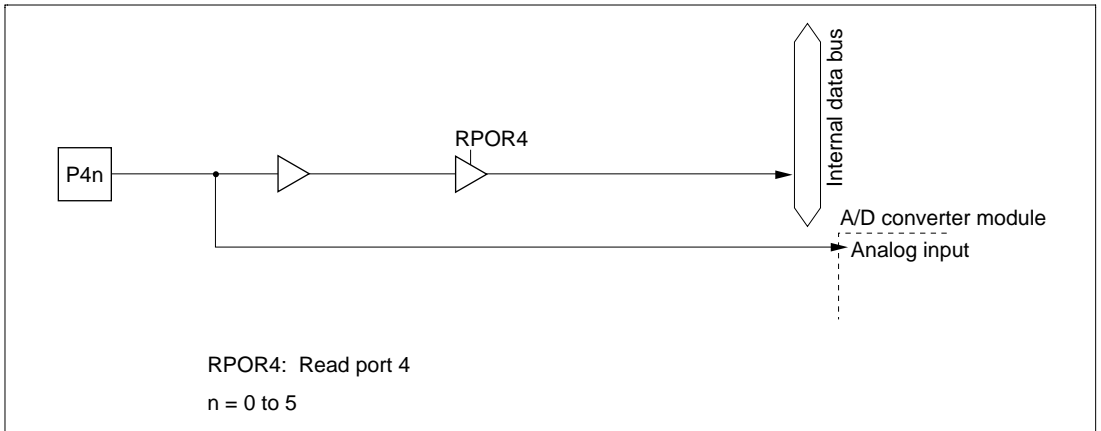 RPOR4
P4n
Internal data bus
A/D converter module
Analog input
RPOR4: Read port 4
n = 0 to 5